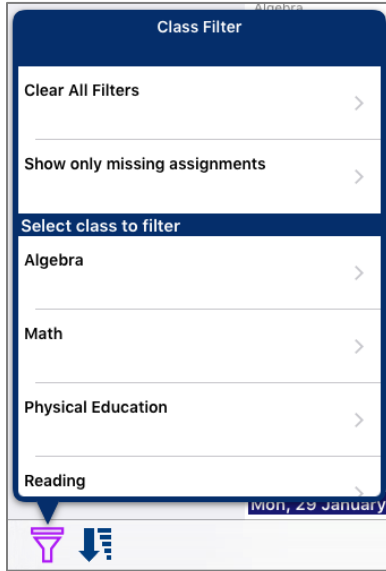 Algebra
Class Filter
Clear All Filters
Show only missing assignments
Select class to filter
Algebra
Math
Physical Education
Reading
Mon, 29 January